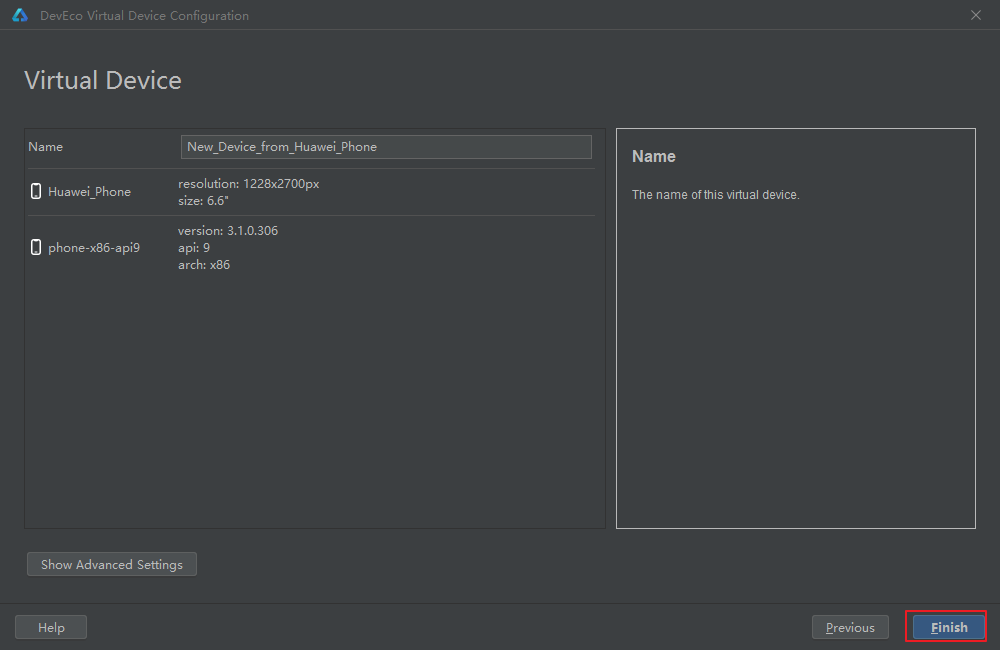 DevEco Virtual Device Configuration
Virtual Device
Name
New_Device_from_Huawei_Phone
Huawei_Phone
resolution: 1228x2700px
size: 6.6"
phone-x86-api9
version: 3.1.0.306
api: 9
arch: x86
Name
The name of this virtual device.
Show Advanced Settings
Help
Previous
Finish